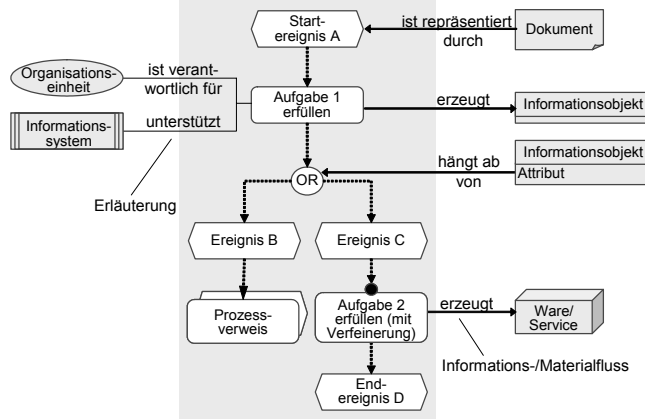 Start-
ereignis A
ist repräsentiert
durch
Dokument
Organisations-
einheit
ist verant-
wortlich für
Aufgabe 1
erfüllen
erzeugt
Informationsobjekt
Informations-
system
unterstützt
Informationsobjekt
Attribut
hängt ab
von
OR
Erläuterung
Ereignis B
Ereignis C
Prozess-
verweis
Aufgabe 2
erfüllen (mit
Verfeinerung)
erzeugt
Ware/
Service
Informations-/Materialfluss
End-
ereignis D